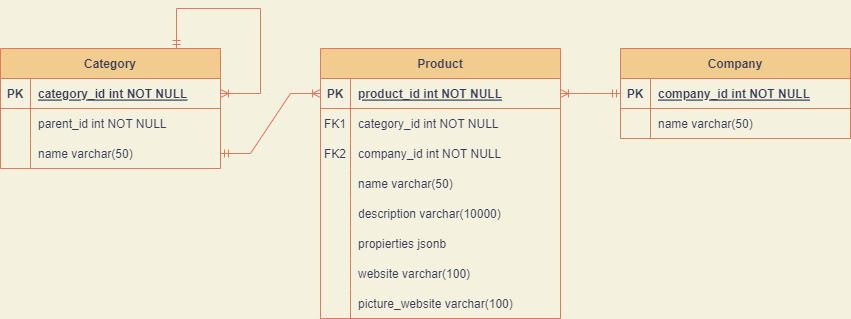 Category
PK category_id int NOT NULL
parent_id int NOT NULL
name varchar(50)
Product
PK product_id int NOT NULL
FK1 category_id int NOT NULL
FK2 company_id int NOT NULL
name varchar(50)
description varchar(10000)
propierties jsonb
website varchar(100)
picture_website varchar(100)
Company
PK company_id int NOT NULL
name varchar(50)